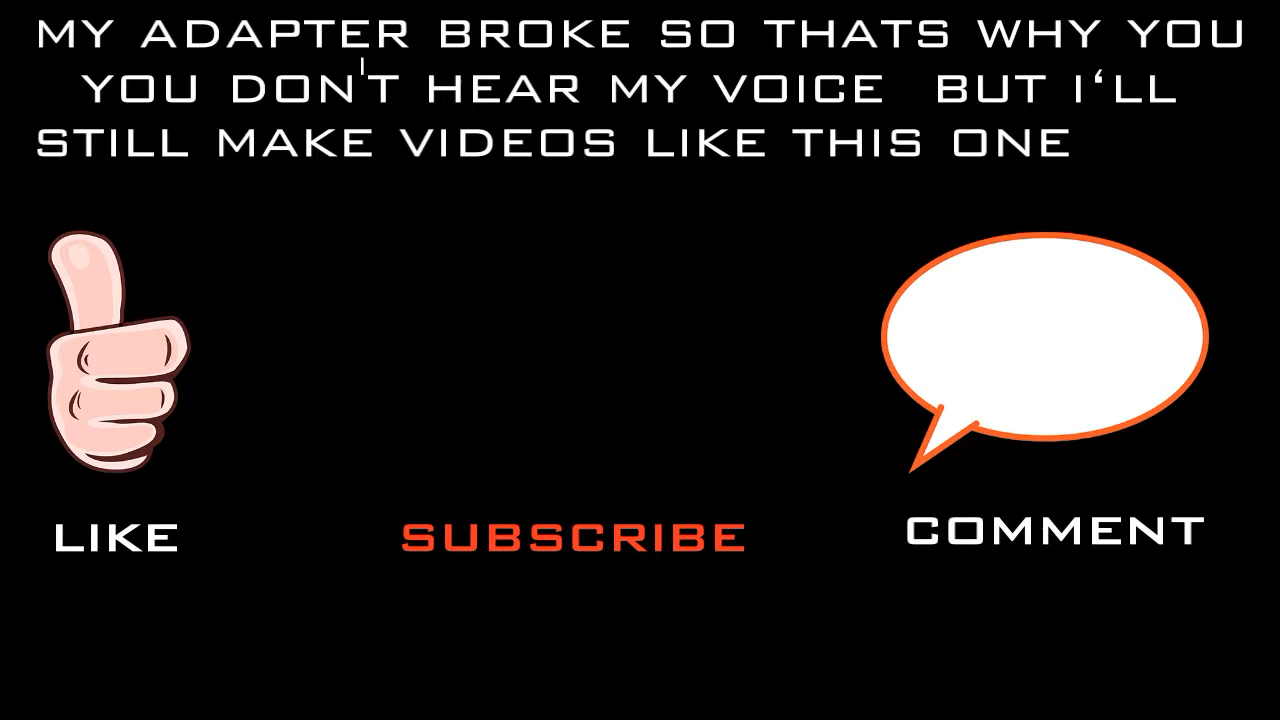 MY ADAPTER BROKE SO THATS WHY YOU
YOU DON'T HEAR MY VOICE BUT I‘LL
STILL MAKE VIDEOS LIKE THIS ONE
LIKE
SUBSCRIBE
COMMENT